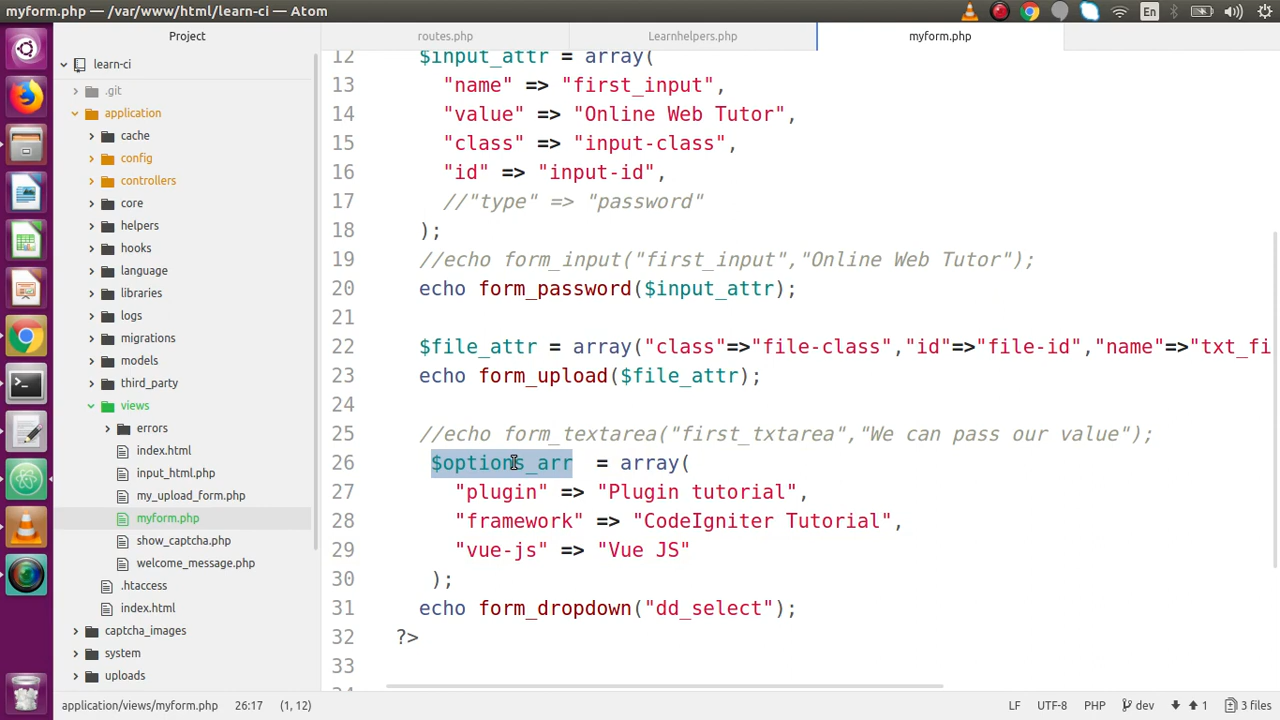 myform.php — /var/www/html/learn-ci — Atom
En
Project
learn-ci
.git
application
cache
config
controllers
core
helpers
hooks
language
libraries
logs
migrations
models
third_party
views
errors
index.html
input_html.php
my_upload_form.php
myform.php
show_captcha.php
welcome_message.php
.htaccess
index.html
captcha_images
system
uploads
routes.php
Learnhelpers.php
myform.php
12 $input_attr = array(
13 "name" => "first_input",
14 "value" => "Online Web Tutor",
15 "class" => "input-class",
16 "id" => "input-id",
17 //"type" => "password"
18 );
19 //echo form_input("first_input","Online Web Tutor");
20 echo form_password($input_attr);
21
22 $file_attr = array("class"=>"file-class","id"=>"file-id","name"=>"txt_fi
23 echo form_upload($file_attr);
24
25 //echo form_textarea("first_txtarea","We can pass our value");
26 $options_arr = array(
27 "plugin" => "Plugin tutorial",
28 "framework" => "CodeIgniter Tutorial",
29 "vue-js" => "Vue JS"
30 );
31 echo form_dropdown("dd_select");
32 ?>
33
application/views/myform.php 26:17 (1, 12)
LF UTF-8 PHP dev 1 3 files